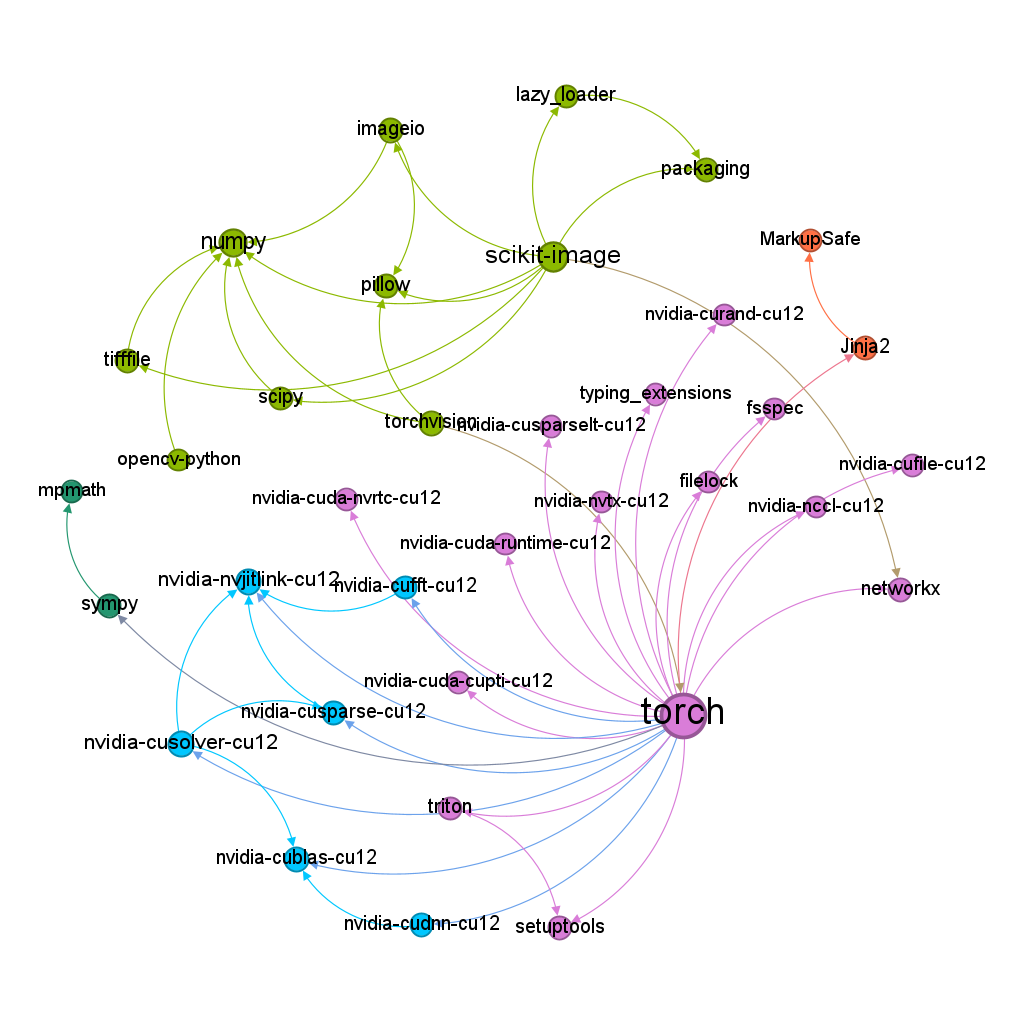 lazy_loader
imageio
packaging
numpy
MarkupSafe
scikit-image
pillow
nvidia-curand-cu12
Jinja2
tifffile
typing_extensions
scipy
fsspec
torchvision
nvidia-cusparselt-cu12
opencv-python
nvidia-cufile-cu12
mpmath
filelock
nvidia-cuda-nvrtc-cu12
nvidia-nvtx-cu12
nvidia-nccl-cu12
nvidia-cuda-runtime-cu12
nvidia-nvjitlink-cu12
nvidia-cufft-cu12
networkx
sympy
nvidia-cuda-cupti-cu12
nvidia-cusparse-cu12
torch
nvidia-cusolver-cu12
triton
nvidia-cublas-cu12
nvidia-cudnn-cu12
setuptools